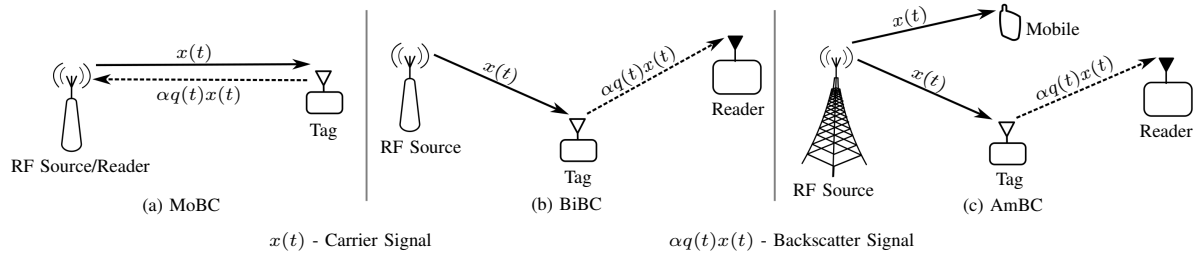 x(t)
αq(t)x(t)
Tag
RF Source/Reader
(a) MoBC
x(t)
αq(t)x(t)
RF Source
Tag
Reader
(b) BiBC
x(t)
Mobile
x(t)
αq(t)x(t)
RF Source
Tag
Reader
(c) AmBC
x(t) - Carrier Signal
αq(t)x(t) - Backscatter Signal